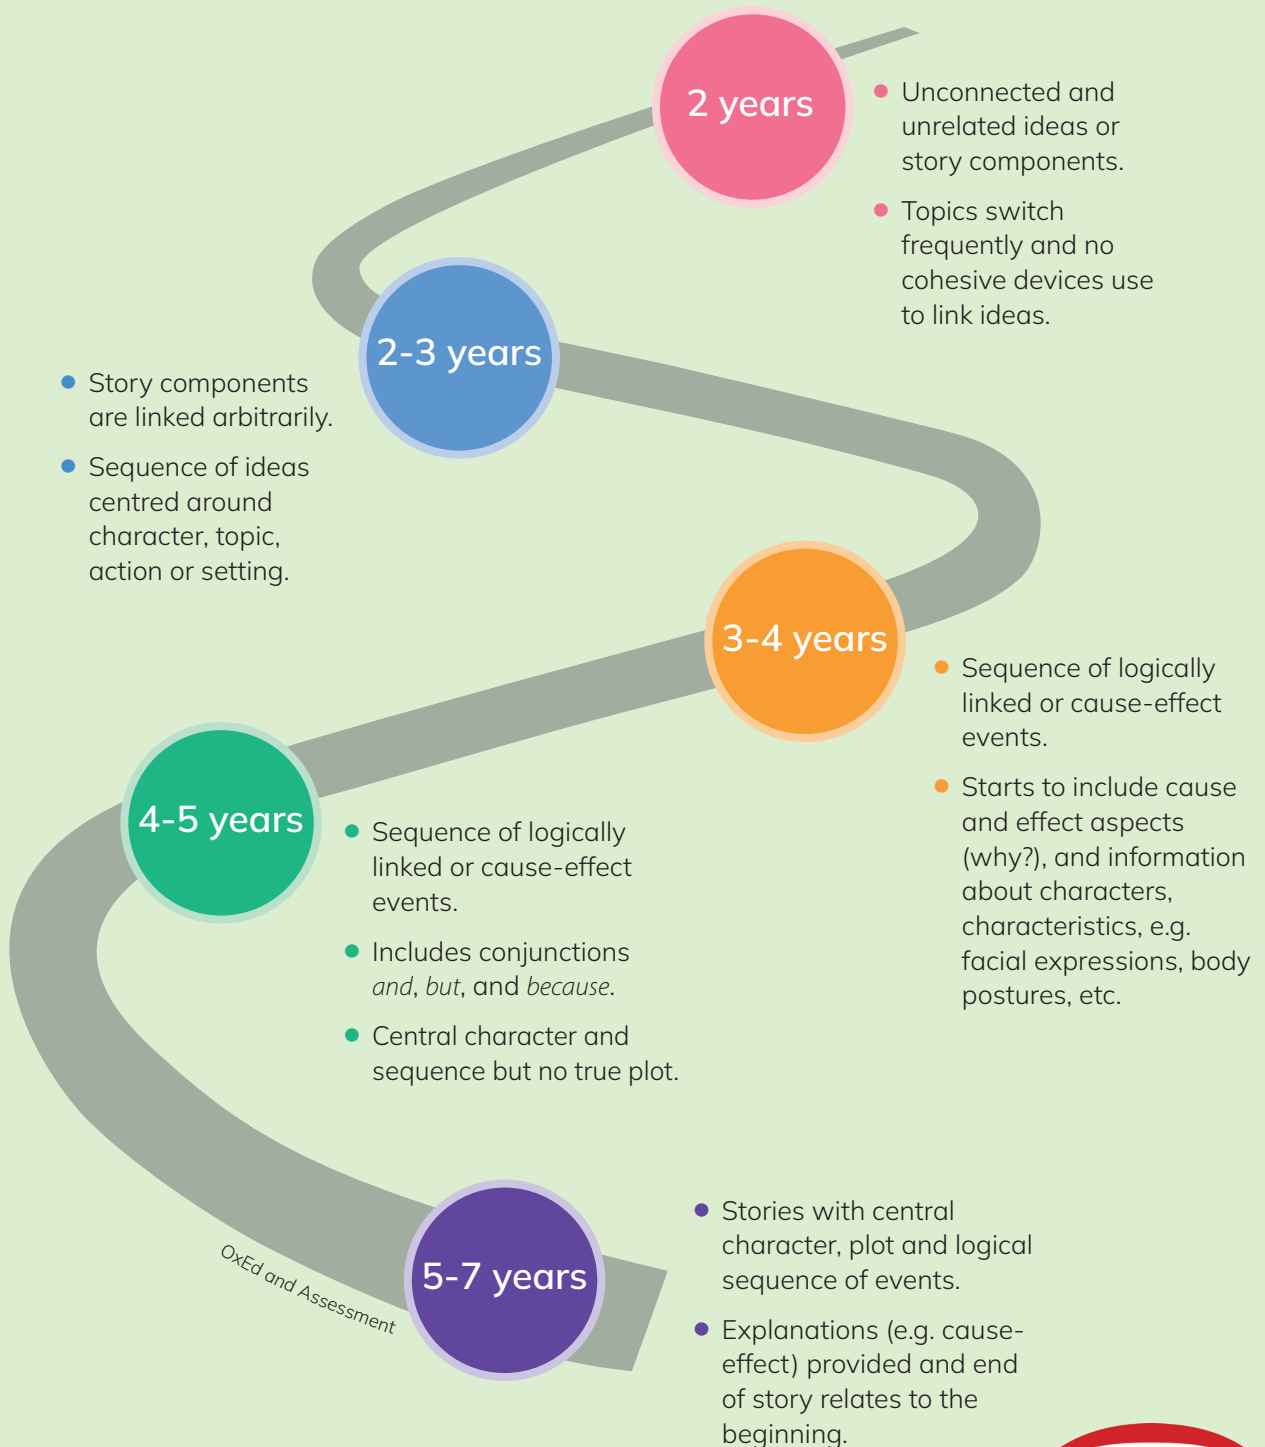 2 years
Unconnected and
unrelated ideas or
story components.
Topics switch
frequently and no
cohesive devices use
to link ideas.
2-3 years
Story components
are linked arbitrarily.
Sequence of ideas
centred around
character, topic,
action or setting.
3-4 years
Sequence of logically
linked or cause-effect
events.
Starts to include cause
and effect aspects
(why?), and information
about characters,
characteristics, e.g.
facial expressions, body
postures, etc.
4-5 years
Sequence of logically
linked or cause-effect
events.
Includes conjunctions
and, but, and because.
Central character and
sequence but no true plot.
5-7 years
Stories with central
character, plot and logical
sequence of events.
Explanations (e.g. cause-
effect) provided and end
of story relates to the
beginning.
OxEd and Assessment